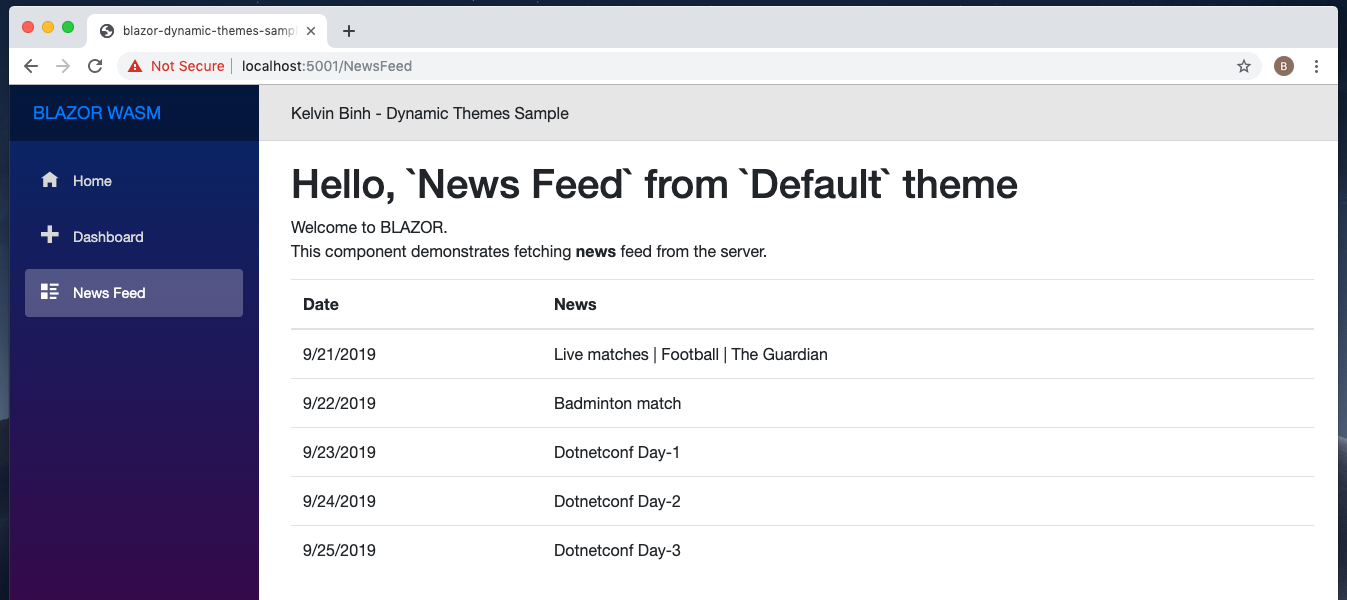 blazor-dynamic-themes-samp
Not Secure localhost:5001/NewsFeed
B
BLAZOR WASM
Kelvin Binh - Dynamic Themes Sample
Home
Dashboard
News Feed
Hello, `News Feed` from `Default` theme
Welcome to BLAZOR.
This component demonstrates fetching news feed from the server.
Date News
9/21/2019 Live matches | Football | The Guardian
9/22/2019 Badminton match
9/23/2019 Dotnetconf Day-1
9/24/2019 Dotnetconf Day-2
9/25/2019 Dotnetconf Day-3